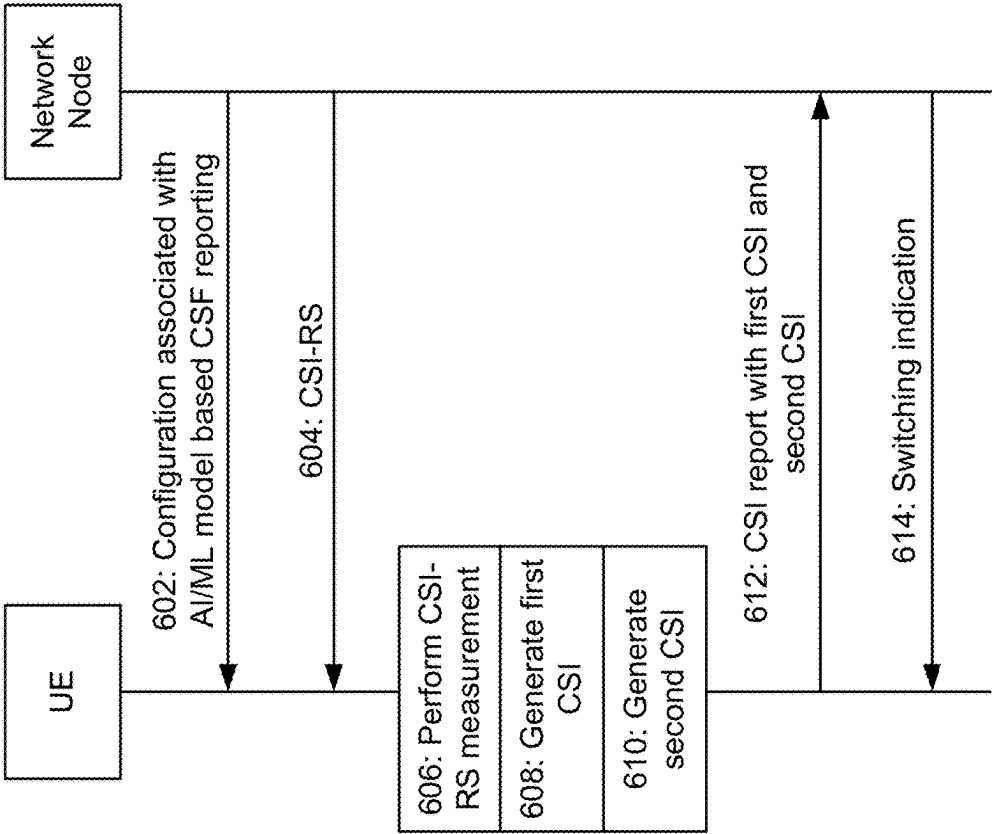 UE
Network
Node
602: Configuration associated with
AI/ML model based CSF reporting
604: CSI-RS
606: Perform CSI-
RS measurement
608: Generate first
CSI
610: Generate
second CSI
612: CSI report with first CSI and
second CSI
614: Switching indication